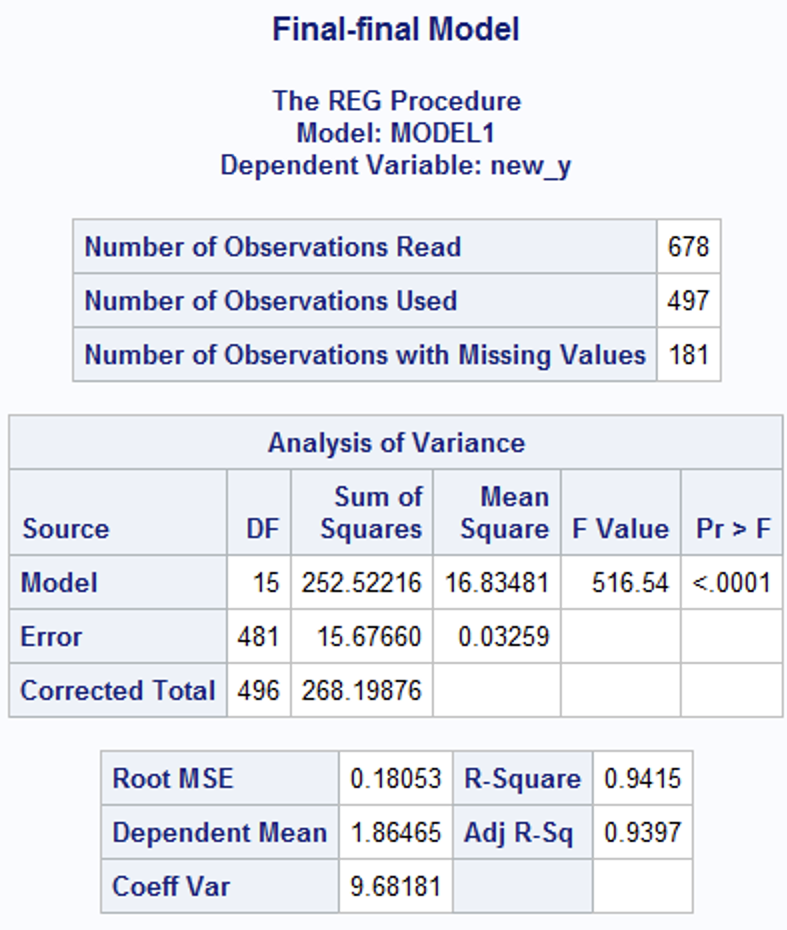 Final-final Model
The REG Procedure
Model: MODEL1
Dependent Variable: new_y
Number of Observations Read 678
Number of Observations Used 497
Number of Observations with Missing Values 181
Analysis of Variance
Source DF Sum of Squares Mean Square F Value Pr > F
Model 15 252.52216 16.83481 516.54 <.0001
Error 481 15.67660 0.03259
Corrected Total 496 268.19876
Root MSE 0.18053 R-Square 0.9415
Dependent Mean 1.86465 Adj R-Sq 0.9397
Coeff Var 9.68181